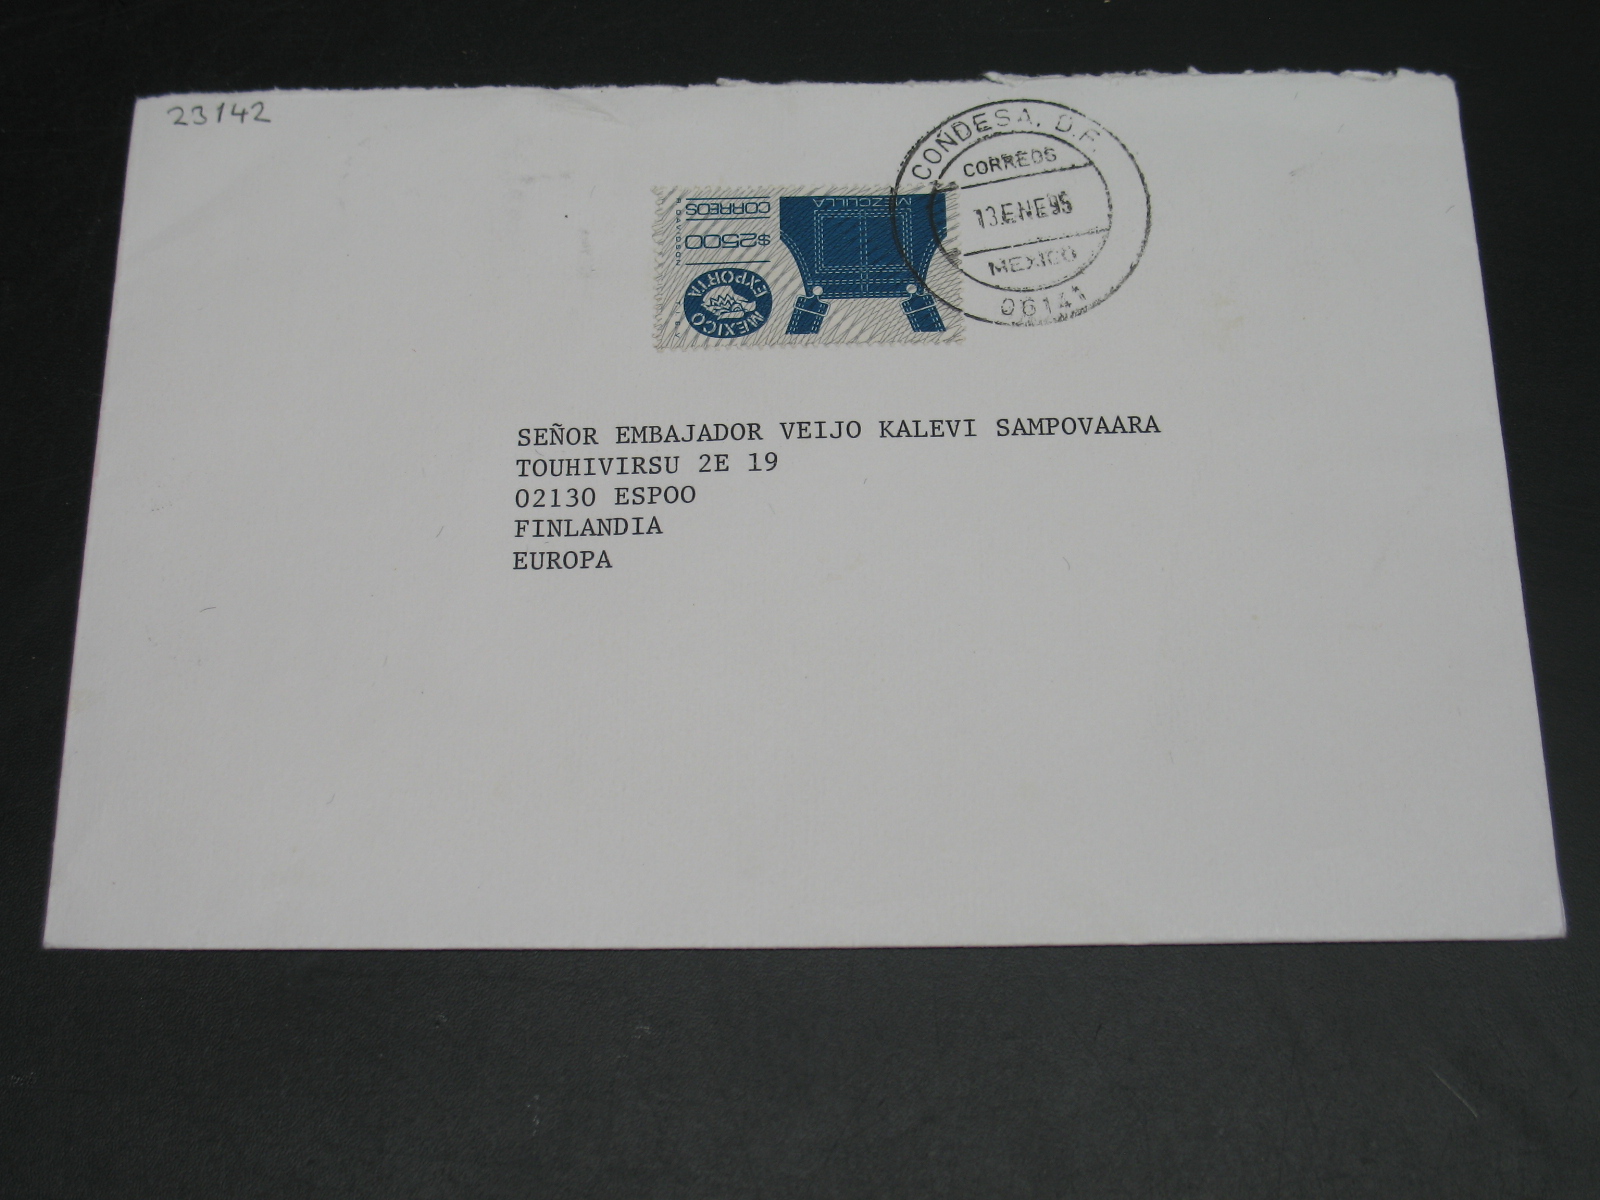 23142
CONDESA, D.F.
CORREOS
13 ENE 95
MEXICO
06141
MEZCLILLA
CORREOS
$2500
MEXICO EXPORTA
R. DAVIDSON
T.I.E.V.
SEÑOR EMBAJADOR VEIJO KALEVI SAMPOVAARA
TOUHIVIRSU 2E 19
02130 ESPOO
FINLANDIA
EUROPA